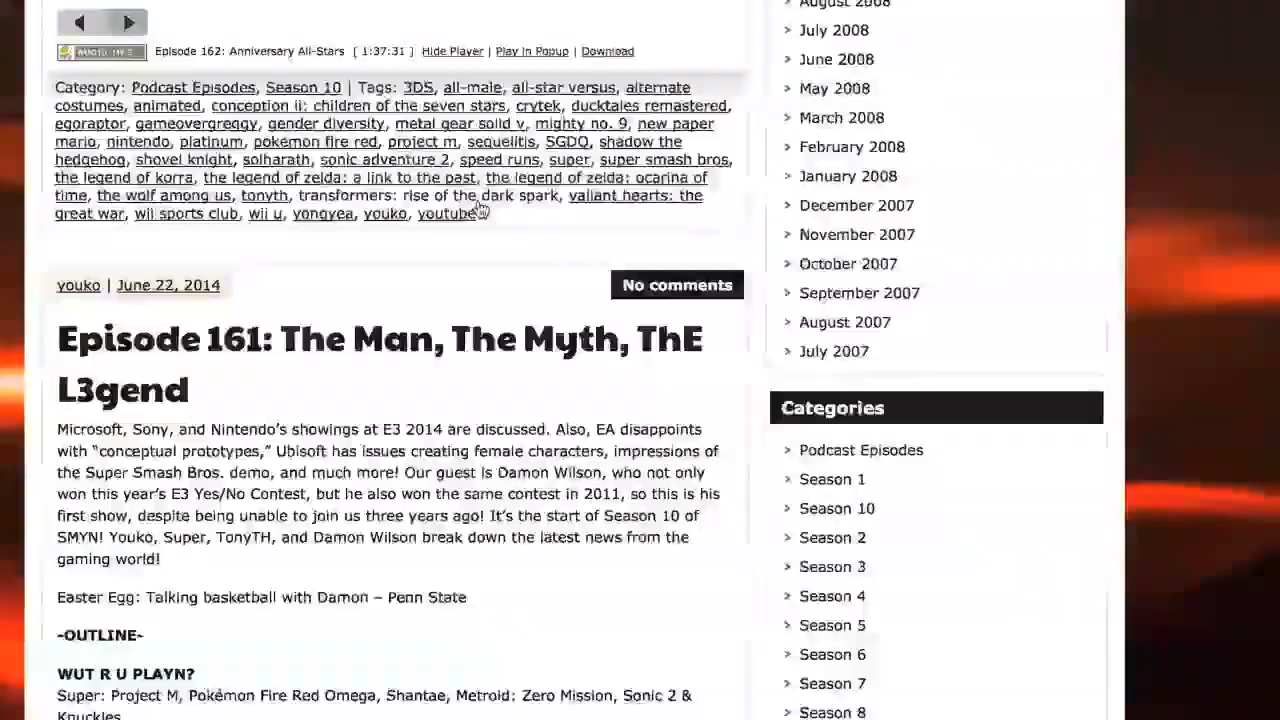 Episode 162: Anniversary All-Stars [ 1:37:31 ] Hide Player | Play in Popup | Download
Category: Podcast Episodes, Season 10 | Tags: 3DS, all-male, all-star versus, alternate
costumes, animated, conception ii: children of the seven stars, crytek, ducktales remastered,
egoraptor, gameovergreggy, gender diversity, metal gear solid v, mighty no. 9, new paper
mario, nintendo, platinum, pokemon fire red, project m, sequelitis, SGDQ, shadow the
hedgehog, shovel knight, solharath, sonic adventure 2, speed runs, super, super smash bros,
the legend of korra, the legend of zelda: a link to the past, the legend of zelda: ocarina of
time, the wolf among us, tonyth, transformers: rise of the dark spark, valiant hearts: the
great war, wii sports club, wii u, yongyea, youko, youtube
youko | June 22, 2014
No comments
Episode 161: The Man, The Myth, ThE
L3gend
Microsoft, Sony, and Nintendo's showings at E3 2014 are discussed. Also, EA disappoints
with "conceptual prototypes," Ubisoft has issues creating female characters, impressions of
the Super Smash Bros. demo, and much more! Our guest is Damon Wilson, who not only
won this year's E3 Yes/No Contest, but he also won the same contest in 2011, so this is his
first show, despite being unable to join us three years ago! It's the start of Season 10 of
SMYN! Youko, Super, TonyTH, and Damon Wilson break down the latest news from the
gaming world!
Easter Egg: Talking basketball with Damon – Penn State
-OUTLINE-
WUT R U PLAYN?
Super: Project M, Pokémon Fire Red Omega, Shantae, Metroid: Zero Mission, Sonic 2 &
Knuckles
August 2008
> July 2008
> June 2008
> May 2008
> March 2008
> February 2008
> January 2008
> December 2007
> November 2007
> October 2007
> September 2007
> August 2007
> July 2007
Categories
> Podcast Episodes
> Season 1
> Season 10
> Season 2
> Season 3
> Season 4
> Season 5
> Season 6
> Season 7
> Season 8